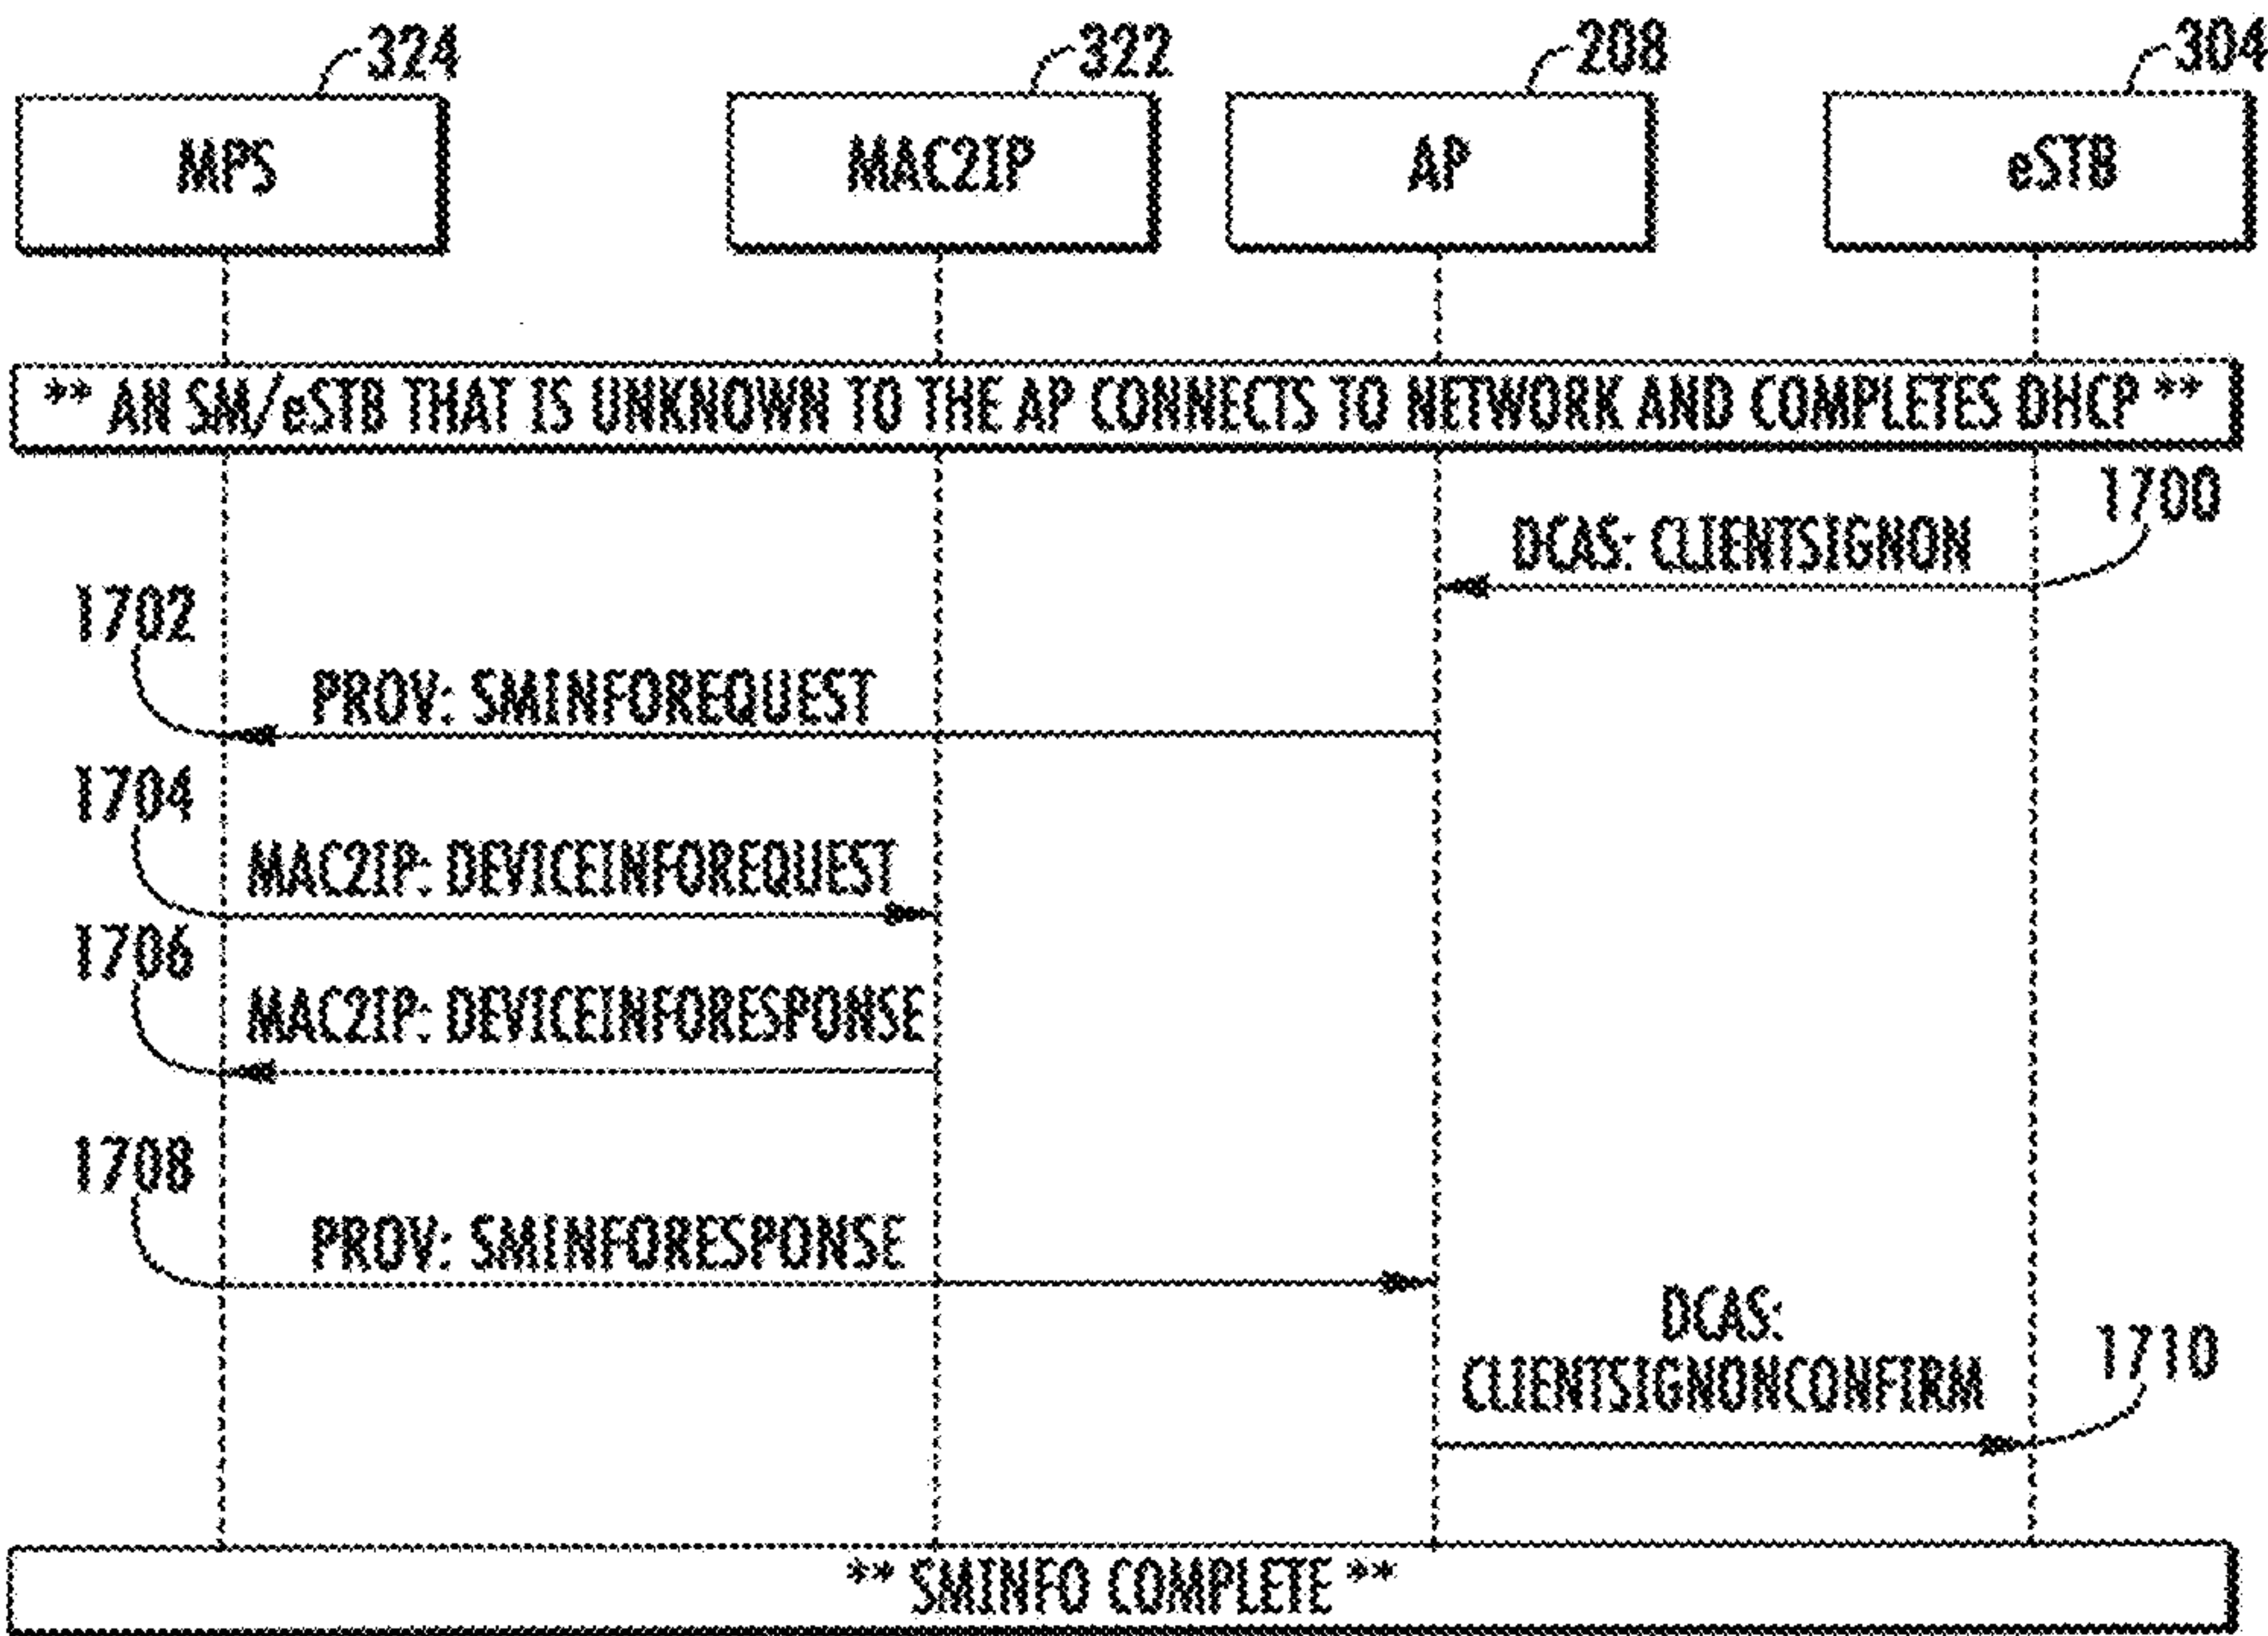 324
322
208
304
MPS
MAC2IP
AP
eSTB
** AN SM/eSTB THAT IS UNKNOWN TO THE AP CONNECTS TO NETWORK AND COMPLETES DHCP **
1700
DCAS: CLIENTSIGNON
1702
PROV: SMINFOREQUEST
1704
MAC2IP: DEVICEINFOREQUEST
1706
MAC2IP: DEVICEINFORESPONSE
1708
PROV: SMINFORESPONSE
DCAS:
CLIENTSIGNONCONFIRM
1710
** SMINFO COMPLETE **